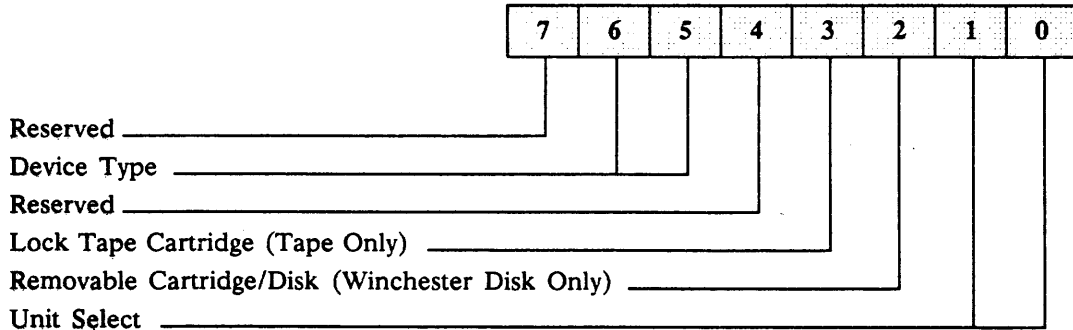 7 6 5 4 3 2 1 0
Reserved
Device Type
Reserved
Lock Tape Cartridge (Tape Only)
Removable Cartridge/Disk (Winchester Disk Only)
Unit Select